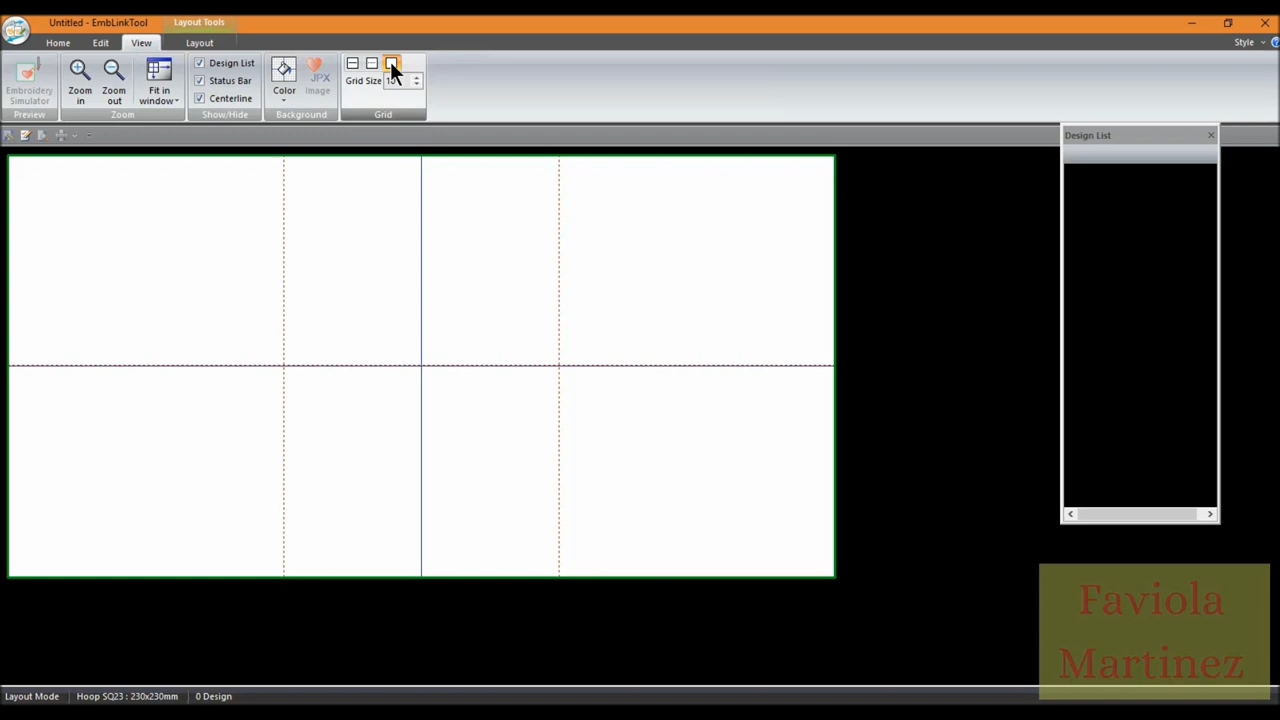 Untitled - EmbLinkTool
Layout Tools
Home
Edit
View
Layout
Style
Embroidery
Simulator
Preview
Zoom
in
Zoom
out
Fit in
window
Zoom
Design List
Status Bar
Centerline
Show/Hide
Color
JPX
Image
Background
Grid Size
Grid
Design List
Faviola
Martinez
Layout Mode
Hoop SQ23 : 230x230mm
0 Design